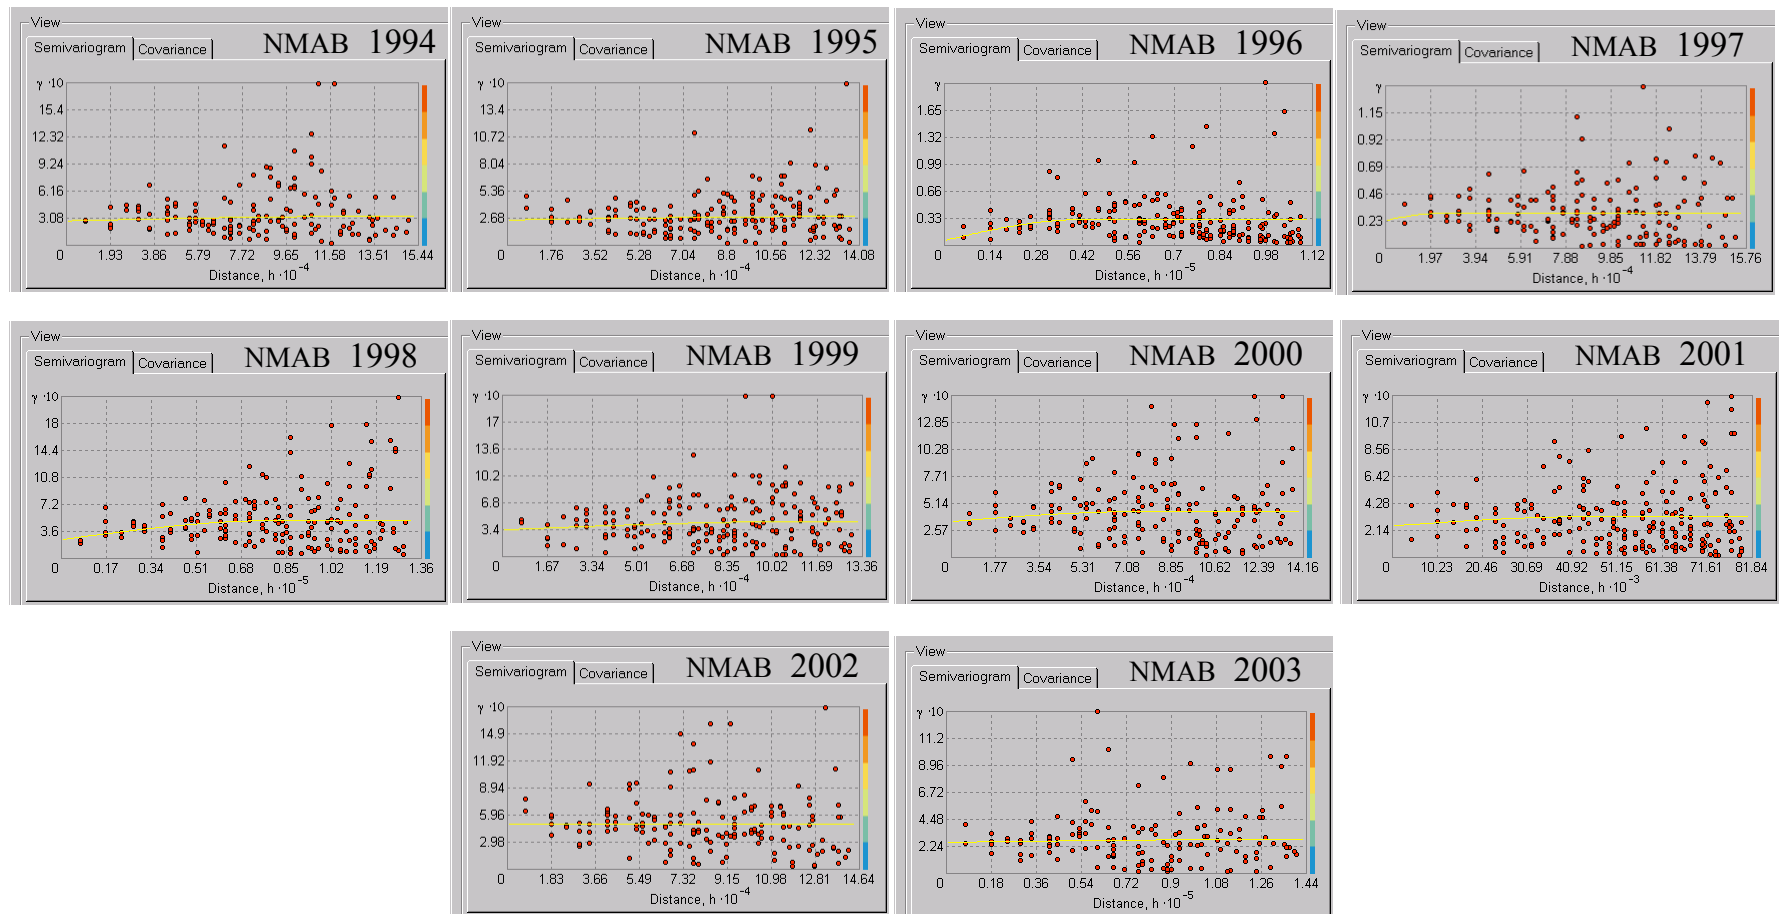 View
Semivariogram Covariance NMAB 1994
γ ·10
15.4
12.32
9.24
6.16
3.08
0 1.93 3.86 5.79 7.72 9.65 11.58 13.51 15.44
Distance, h ·10⁻⁴
View
Semivariogram Covariance NMAB 1995
γ ·10
13.4
10.72
8.04
5.36
2.68
0 1.76 3.52 5.28 7.04 8.8 10.56 12.32 14.08
Distance, h ·10⁻⁴
View
Semivariogram Covariance NMAB 1996
γ
1.65
1.32
0.99
0.66
0.33
0 0.14 0.28 0.42 0.56 0.7 0.84 0.98 1.12
Distance, h ·10⁻⁵
View
Semivariogram Covariance NMAB 1997
γ
1.15
0.92
0.69
0.46
0.23
0 1.97 3.94 5.91 7.88 9.85 11.82 13.79 15.76
Distance, h ·10⁻⁴
View
Semivariogram Covariance NMAB 1998
γ ·10
18
14.4
10.8
7.2
3.6
0 0.17 0.34 0.51 0.68 0.85 1.02 1.19 1.36
Distance, h ·10⁻⁵
View
Semivariogram Covariance NMAB 1999
γ ·10
17
13.6
10.2
6.8
3.4
0 1.67 3.34 5.01 6.68 8.35 10.02 11.69 13.36
Distance, h ·10⁻⁴
View
Semivariogram Covariance NMAB 2000
γ ·10
12.85
10.28
7.71
5.14
2.57
0 1.77 3.54 5.31 7.08 8.85 10.62 12.39 14.16
Distance, h ·10⁻⁴
View
Semivariogram Covariance NMAB 2001
γ ·10
10.7
8.56
6.42
4.28
2.14
0 10.23 20.46 30.69 40.92 51.15 61.38 71.61 81.84
Distance, h ·10⁻³
View
Semivariogram Covariance NMAB 2002
γ ·10
14.9
11.92
8.94
5.96
2.98
0 1.83 3.66 5.49 7.32 9.15 10.98 12.81 14.64
Distance, h ·10⁻⁴
View
Semivariogram Covariance NMAB 2003
γ ·10
11.2
8.96
6.72
4.48
2.24
0 0.18 0.36 0.54 0.72 0.9 1.08 1.26 1.44
Distance, h ·10⁻⁵